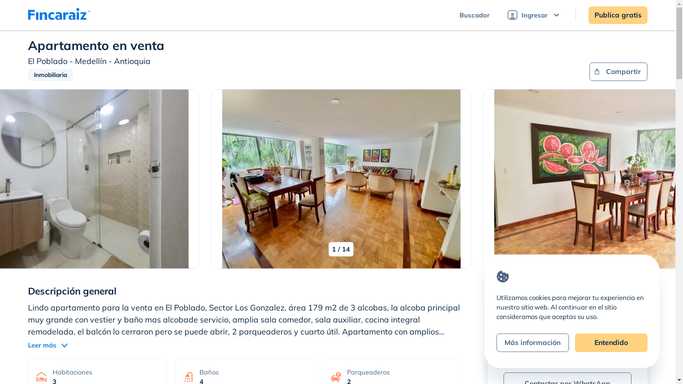 Fincaraiz
Buscador
Ingresar
Publica gratis
Apartamento en venta
El Poblado - Medellín - Antioquia
Inmobiliaria
Compartir
1 / 14
Descripción general
Lindo apartamento para la venta en El Poblado, Sector Los Gonzalez, área 179 m2 de 3 alcobas, la alcoba principal
muy grande con vestier y baño mas alcobade servicio, amplia sala comedor, sala auxiliar, cocina integral
remodelada, el balcón lo cerraron pero se puede abrir, 2 parqueaderos y cuarto útil. Apartamento con amplios...
Leer más
Habitaciones
3
Baños
4
Parqueaderos
2
Utilizamos cookies para mejorar tu experiencia en
nuestro sitio web. Al continuar en el sitio
consideramos que aceptas su uso.
Más información
Entendido
Contactar por WhatsApp